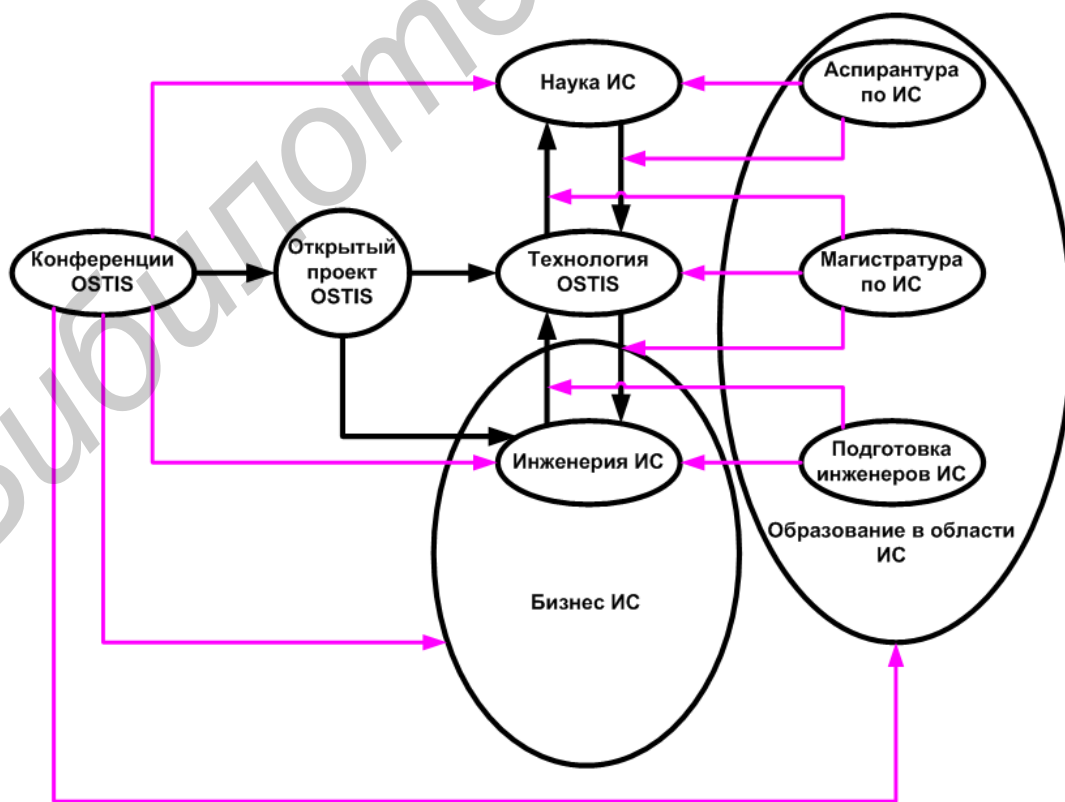 Наука ИС
Аспирантура
по ИС
Конференции
OSTIS
Открытый
проект
OSTIS
Технология
OSTIS
Магистратура
по ИС
Инженерия ИС
Подготовка
инженеров ИС
Образование в области
ИС
Бизнес ИС